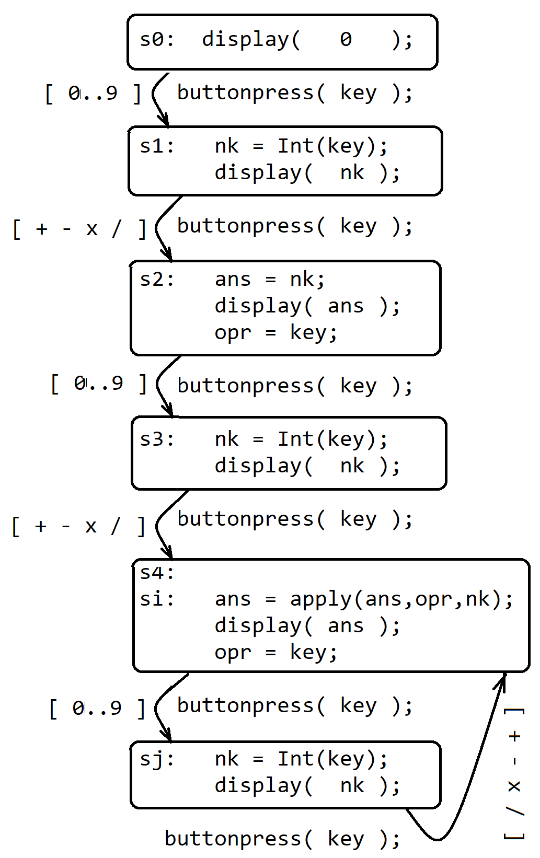 s0: display( 0 );
[ 0..9 ] buttonpress( key );
s1: nk = Int(key);
display( nk );
[ + - x / ] buttonpress( key );
s2: ans = nk;
display( ans );
opr = key;
[ 0..9 ] buttonpress( key );
s3: nk = Int(key);
display( nk );
[ + - x / ] buttonpress( key );
s4:
si: ans = apply(ans,opr,nk);
display( ans );
opr = key;
[ 0..9 ] buttonpress( key );
sj: nk = Int(key);
display( nk );
[ / x - + ]
buttonpress( key );